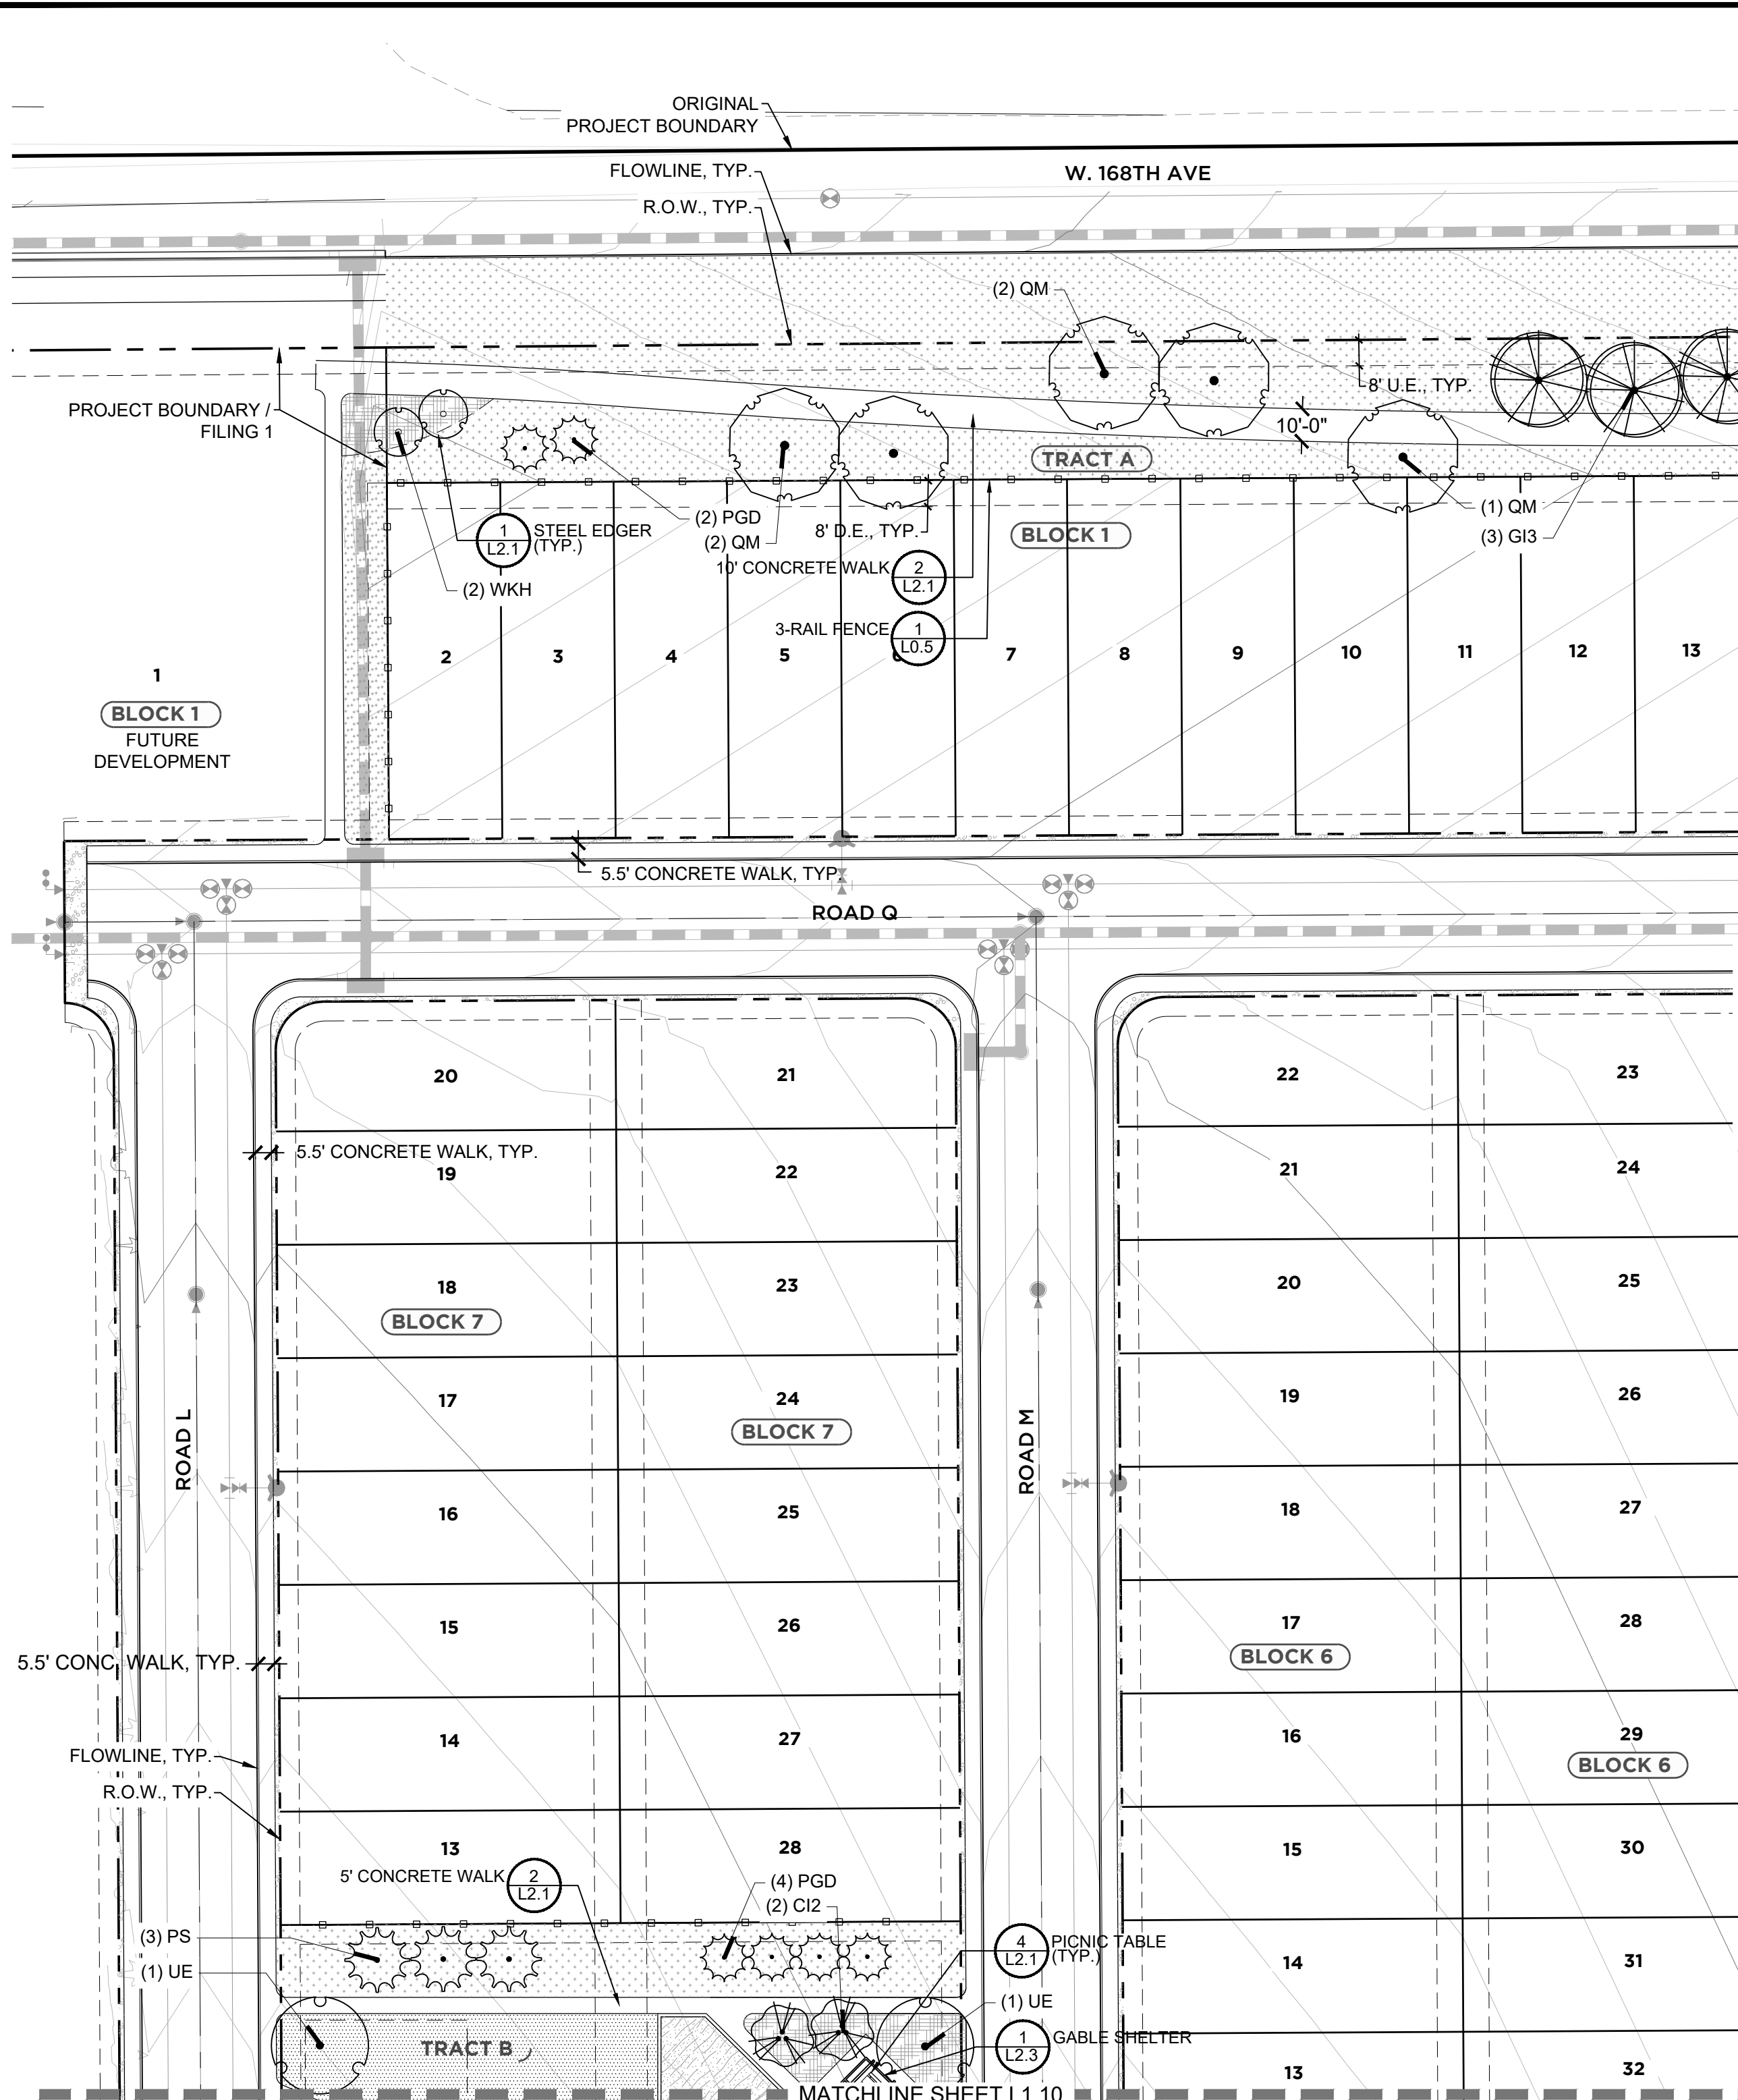 ORIGINAL
PROJECT BOUNDARY
FLOWLINE, TYP.
W. 168TH AVE
R.O.W., TYP.
(2) QM
8' U.E., TYP.
PROJECT BOUNDARY /
FILING 1
10'-0"
TRACT A
(1) QM
(3) GI3
(2) PGD
(2) QM
8' D.E., TYP.
BLOCK 1
1
L2.1
STEEL EDGER
(TYP.)
10' CONCRETE WALK
2
L2.1
(2) WKH
3-RAIL FENCE
1
L0.5
1
BLOCK 1
FUTURE
DEVELOPMENT
2
3
4
5
6
7
8
9
10
11
12
13
5.5' CONCRETE WALK, TYP.
ROAD Q
20
21
22
23
5.5' CONCRETE WALK, TYP.
19
22
21
24
18
BLOCK 7
23
20
25
17
24
BLOCK 7
19
26
ROAD L
ROAD M
16
25
18
27
15
26
17
BLOCK 6
28
5.5' CONC. WALK, TYP.
14
27
16
29
BLOCK 6
FLOWLINE, TYP.
R.O.W., TYP.
13
28
15
30
5' CONCRETE WALK
2
L2.1
(4) PGD
(2) CI2
(3) PS
(1) UE
4
L2.1
PICNIC TABLE
(TYP.)
14
31
(1) UE
1
L2.3
GABLE SHELTER
TRACT B
13
32
MATCHLINE SHEET L1.10